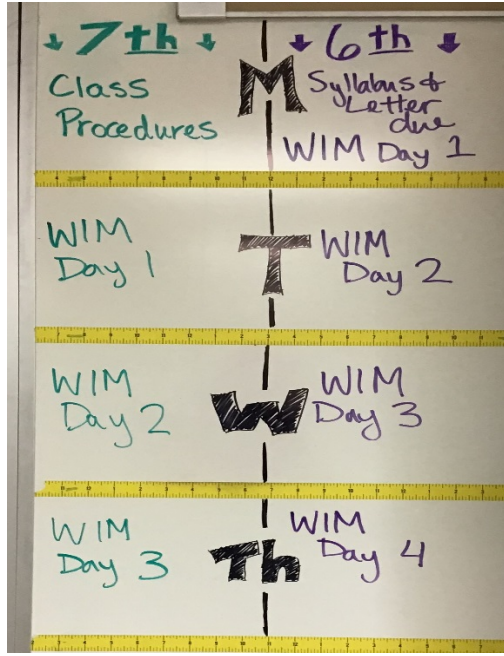 7th
6th
Class
Procedures
M
Syllabus &
Letter
due
WIM Day 1
WIM
Day 1
T
WIM
Day 2
WIM
Day 2
W
WIM
Day 3
WIM
Day 3
Th
WIM
Day 4